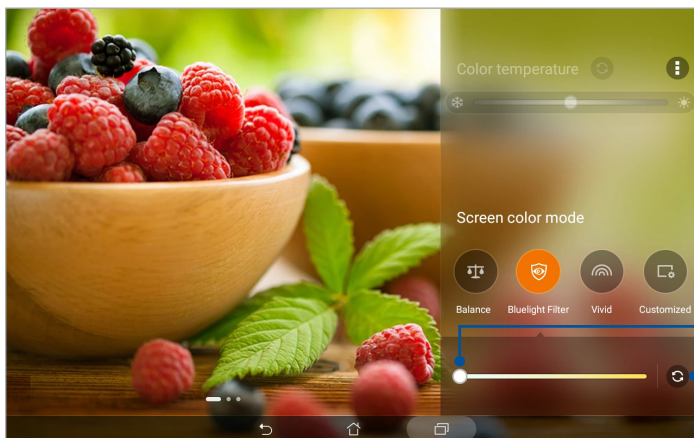 Color temperature
Screen color mode
Balance
Bluelight Filter
Vivid
Customized